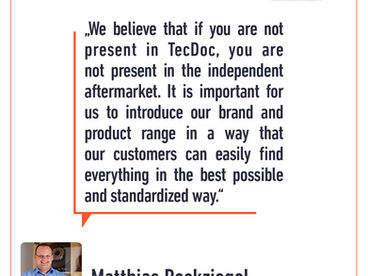 „We believe that if you are not
present in TecDoc, you are
not present in the independent
aftermarket. It is important for
us to introduce our brand and
product range in a way that
our customers can easily find
everything in the best possible
and standardized way.“
Matthias